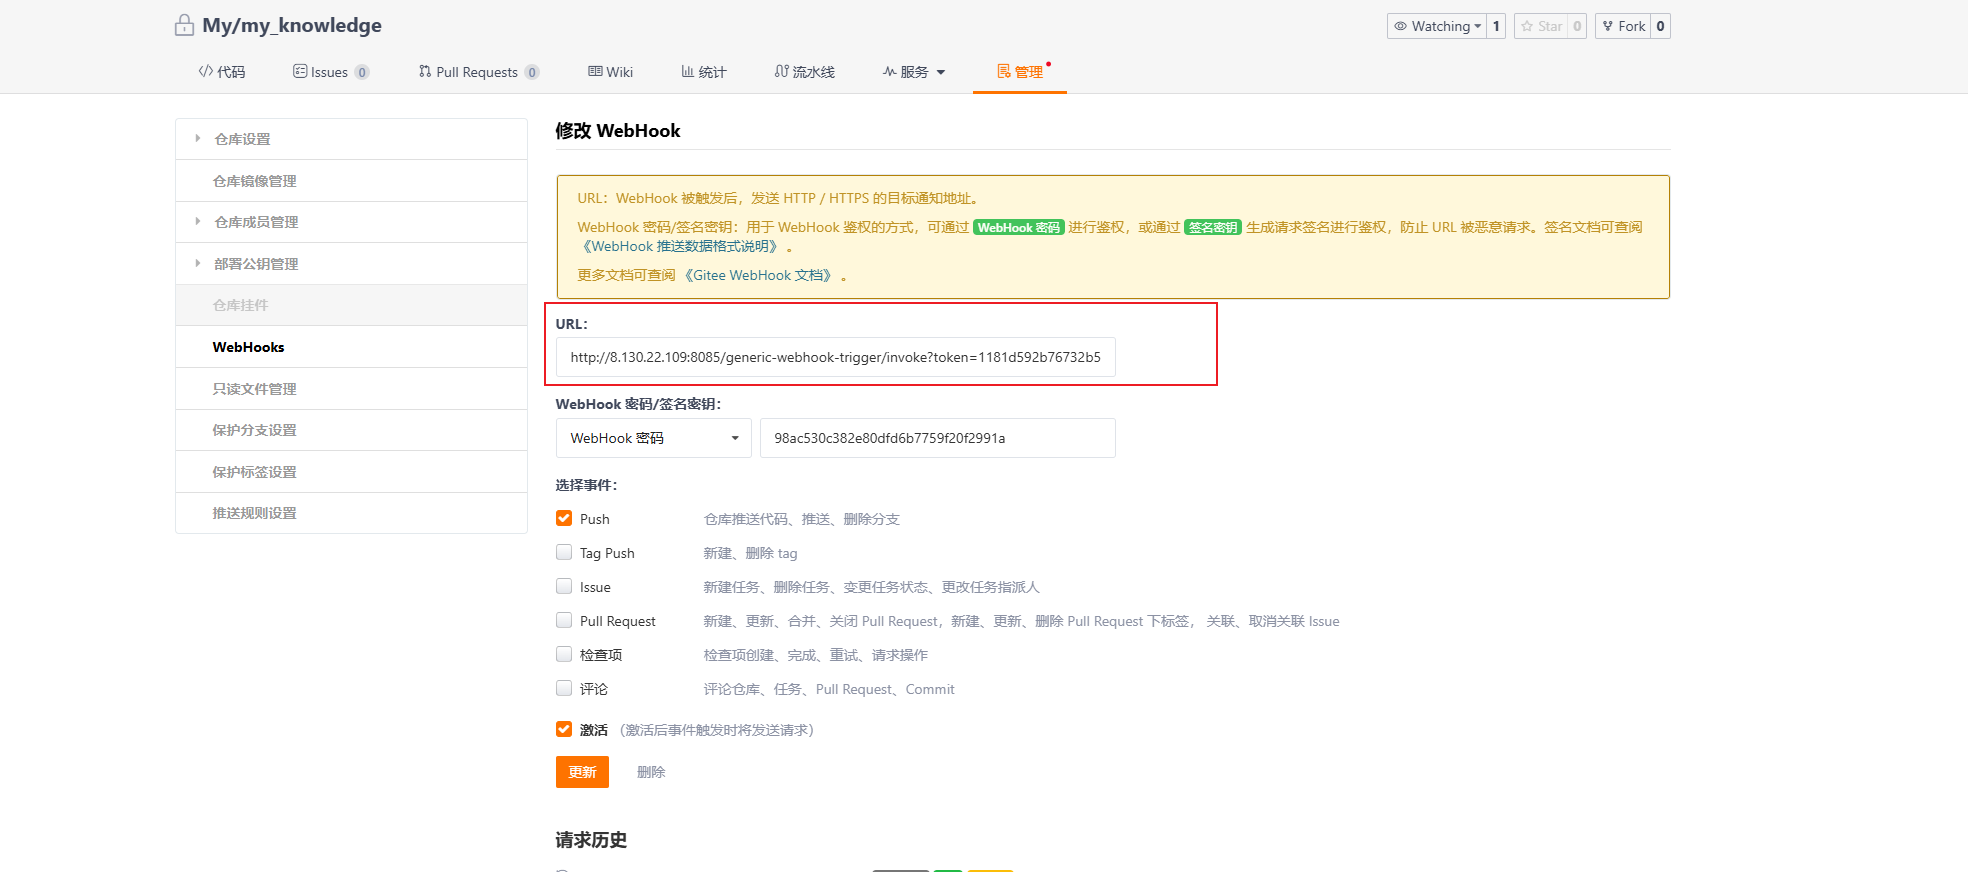 My/my_knowledge
Watching 1 Star 0 Fork 0
代码 Issues 0 Pull Requests 0 Wiki 统计 流水线 服务 管理
仓库设置
仓库镜像管理
仓库成员管理
部署公钥管理
仓库挂件
WebHooks
只读文件管理
保护分支设置
保护标签设置
推送规则设置
修改 WebHook
URL：WebHook 被触发后，发送 HTTP / HTTPS 的目标通知地址。
WebHook 密码/签名密钥：用于 WebHook 鉴权的方式，可通过 WebHook 密码 进行鉴权，或通过 签名密钥 生成请求签名进行鉴权，防止 URL 被恶意请求。签名文档可查阅
《WebHook 推送数据格式说明》 。
更多文档可查阅 《Gitee WebHook 文档》 。
URL：
http://8.130.22.109:8085/generic-webhook-trigger/invoke?token=1181d592b76732b5
WebHook 密码/签名密钥：
WebHook 密码 98ac530c382e80dfd6b7759f20f2991a
选择事件：
Push 仓库推送代码、推送、删除分支
Tag Push 新建、删除 tag
Issue 新建任务、删除任务、变更任务状态、更改任务指派人
Pull Request 新建、更新、合并、关闭 Pull Request，新建、更新、删除 Pull Request 下标签， 关联、取消关联 Issue
检查项 检查项创建、完成、重试、请求操作
评论 评论仓库、任务、Pull Request、Commit
激活 （激活后事件触发时将发送请求）
更新 删除
请求历史